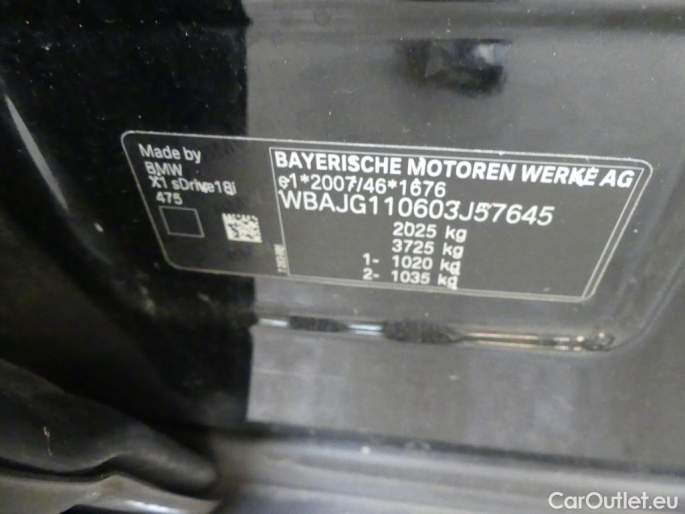 Made by
BMW
X1 sDrive18i
475
BAYERISCHE MOTOREN WERKE AG
e1*2007/46*1676
WBAJG110603J57645
2025 kg
3725 kg
1- 1020 kg
2- 1035 kg
CarOutlet.eu